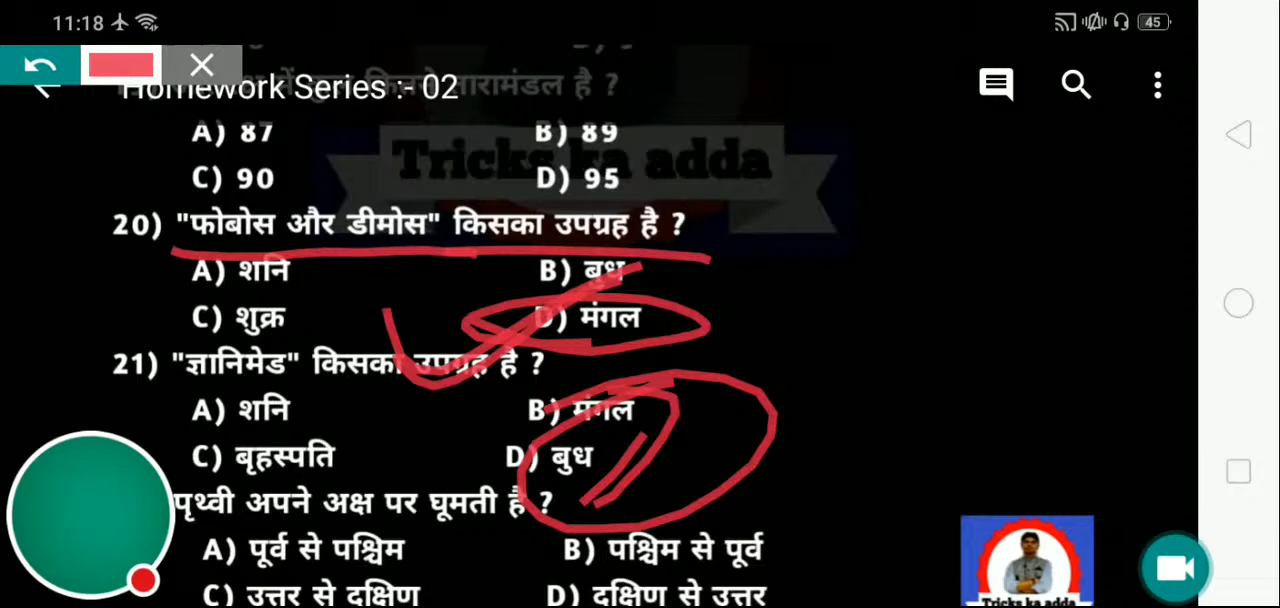 11:18
45
Homework Series :- 02
तारामंडल है ?
A) 87 B) 89
Tricks ka adda
C) 90 D) 95
20) "फोबोस और डीमोस" किसका उपग्रह है ?
A) शनि B) बुध
C) शुक्र D) मंगल
21) "ज्ञानिमेड" किसका उपग्रह है ?
A) शनि B) मंगल
C) बृहस्पति D) बुध
पृथ्वी अपने अक्ष पर घूमती है ?
A) पूर्व से पश्चिम B) पश्चिम से पूर्व
C) उत्तर से दक्षिण D) दक्षिण से उत्तर
Tricks ka adda